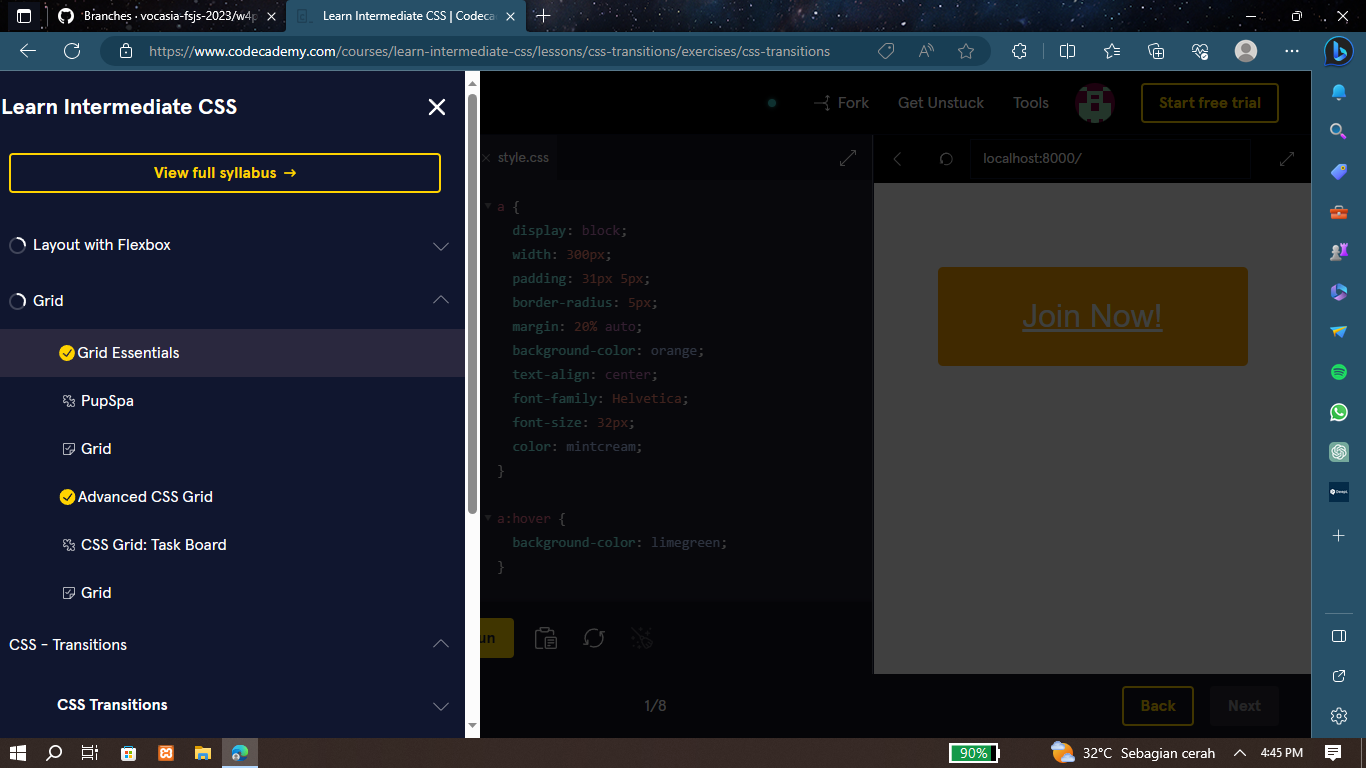 Branches · vocasia-fsjs-2023/w4p
Learn Intermediate CSS | Codeca
https://www.codecademy.com/courses/learn-intermediate-css/lessons/css-transitions/exercises/css-transitions
Learn Intermediate CSS
View full syllabus →
Layout with Flexbox
Grid
Grid Essentials
PupSpa
Grid
Advanced CSS Grid
CSS Grid: Task Board
Grid
CSS - Transitions
CSS Transitions
Fork
Get Unstuck
Tools
Start free trial
style.css
a {
display: block;
width: 300px;
padding: 31px 5px;
border-radius: 5px;
margin: 20% auto;
background-color: orange;
text-align: center;
font-family: Helvetica;
font-size: 32px;
color: mintcream;
}
a:hover {
background-color: limegreen;
}
un
localhost:8000/
Join Now!
1/8
Back
Next
90%
32°C Sebagian cerah
4:45 PM